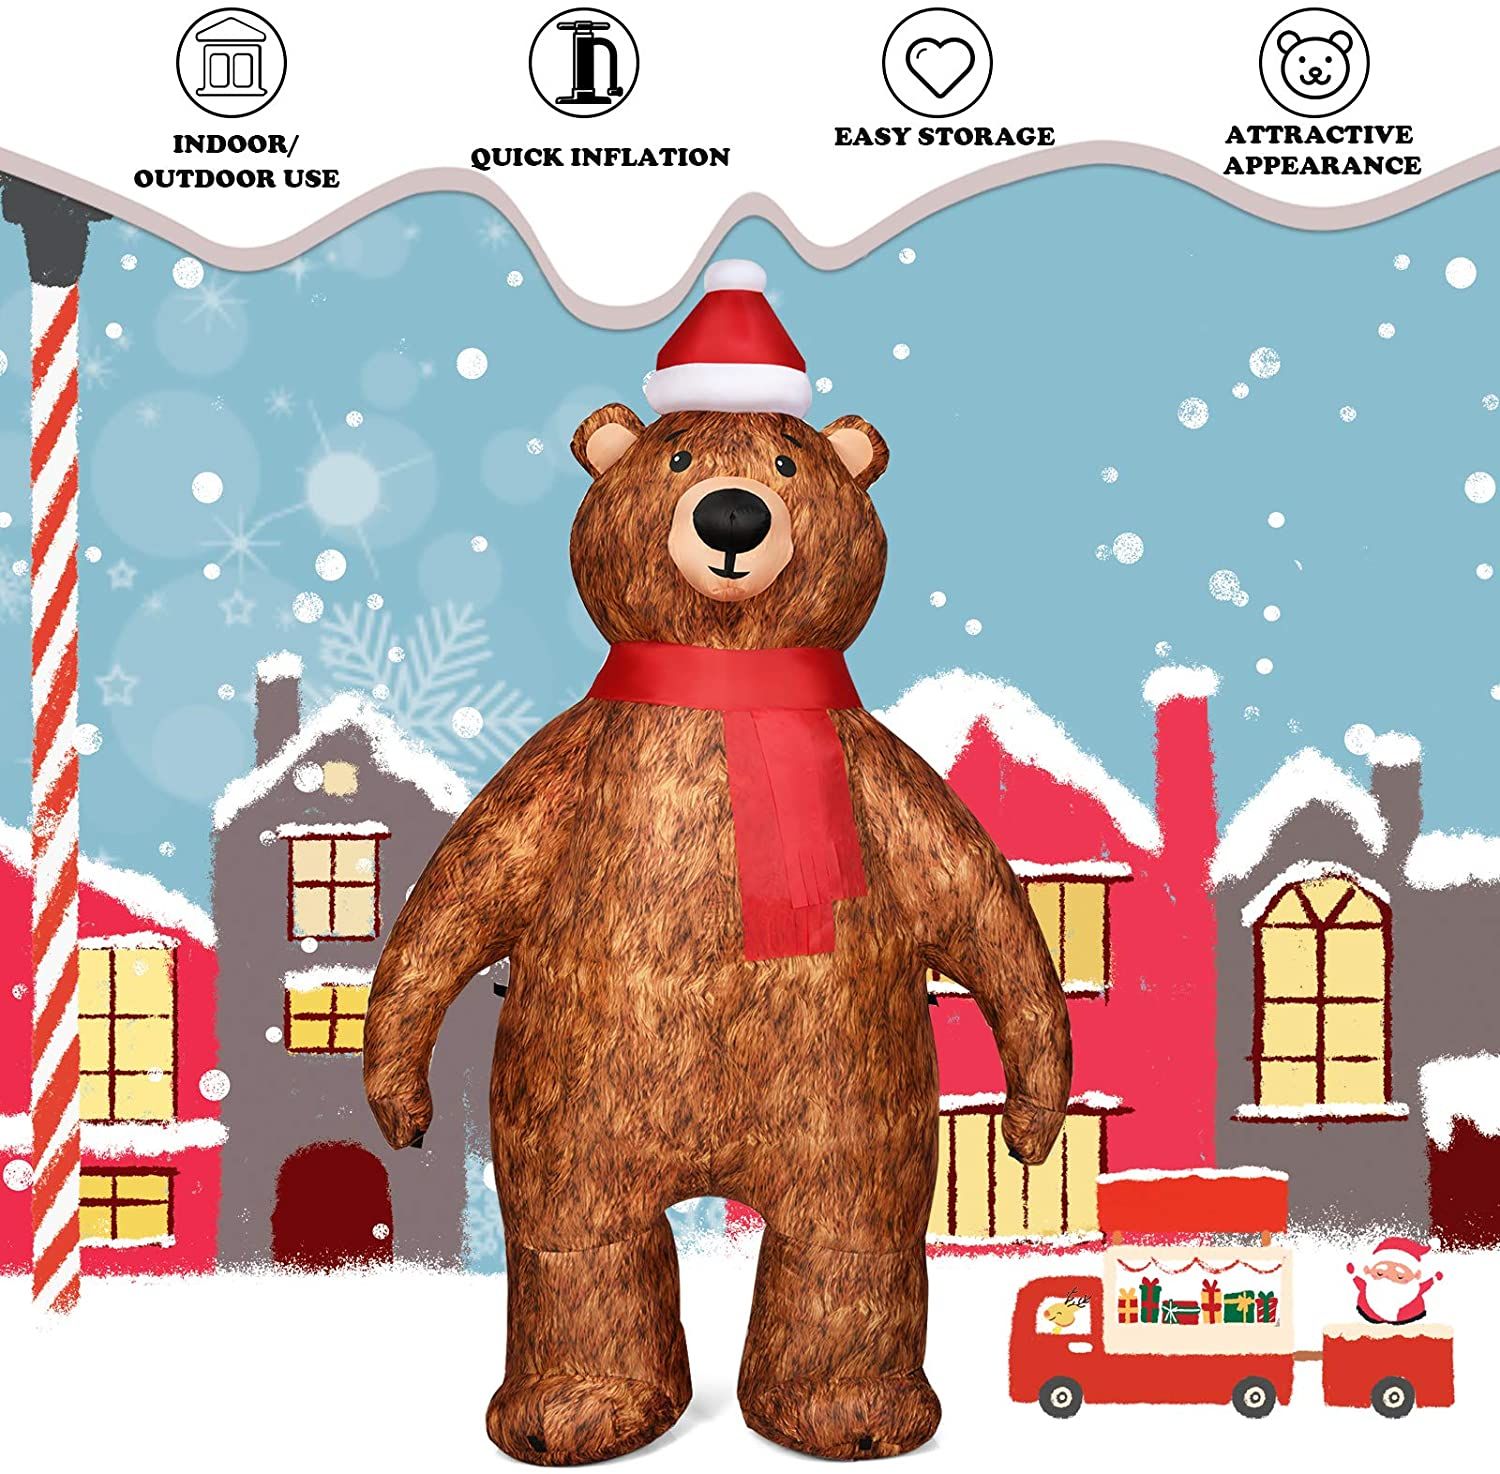 INDOOR/
OUTDOOR USE
QUICK INFLATION
EASY STORAGE
ATTRACTIVE
APPEARANCE